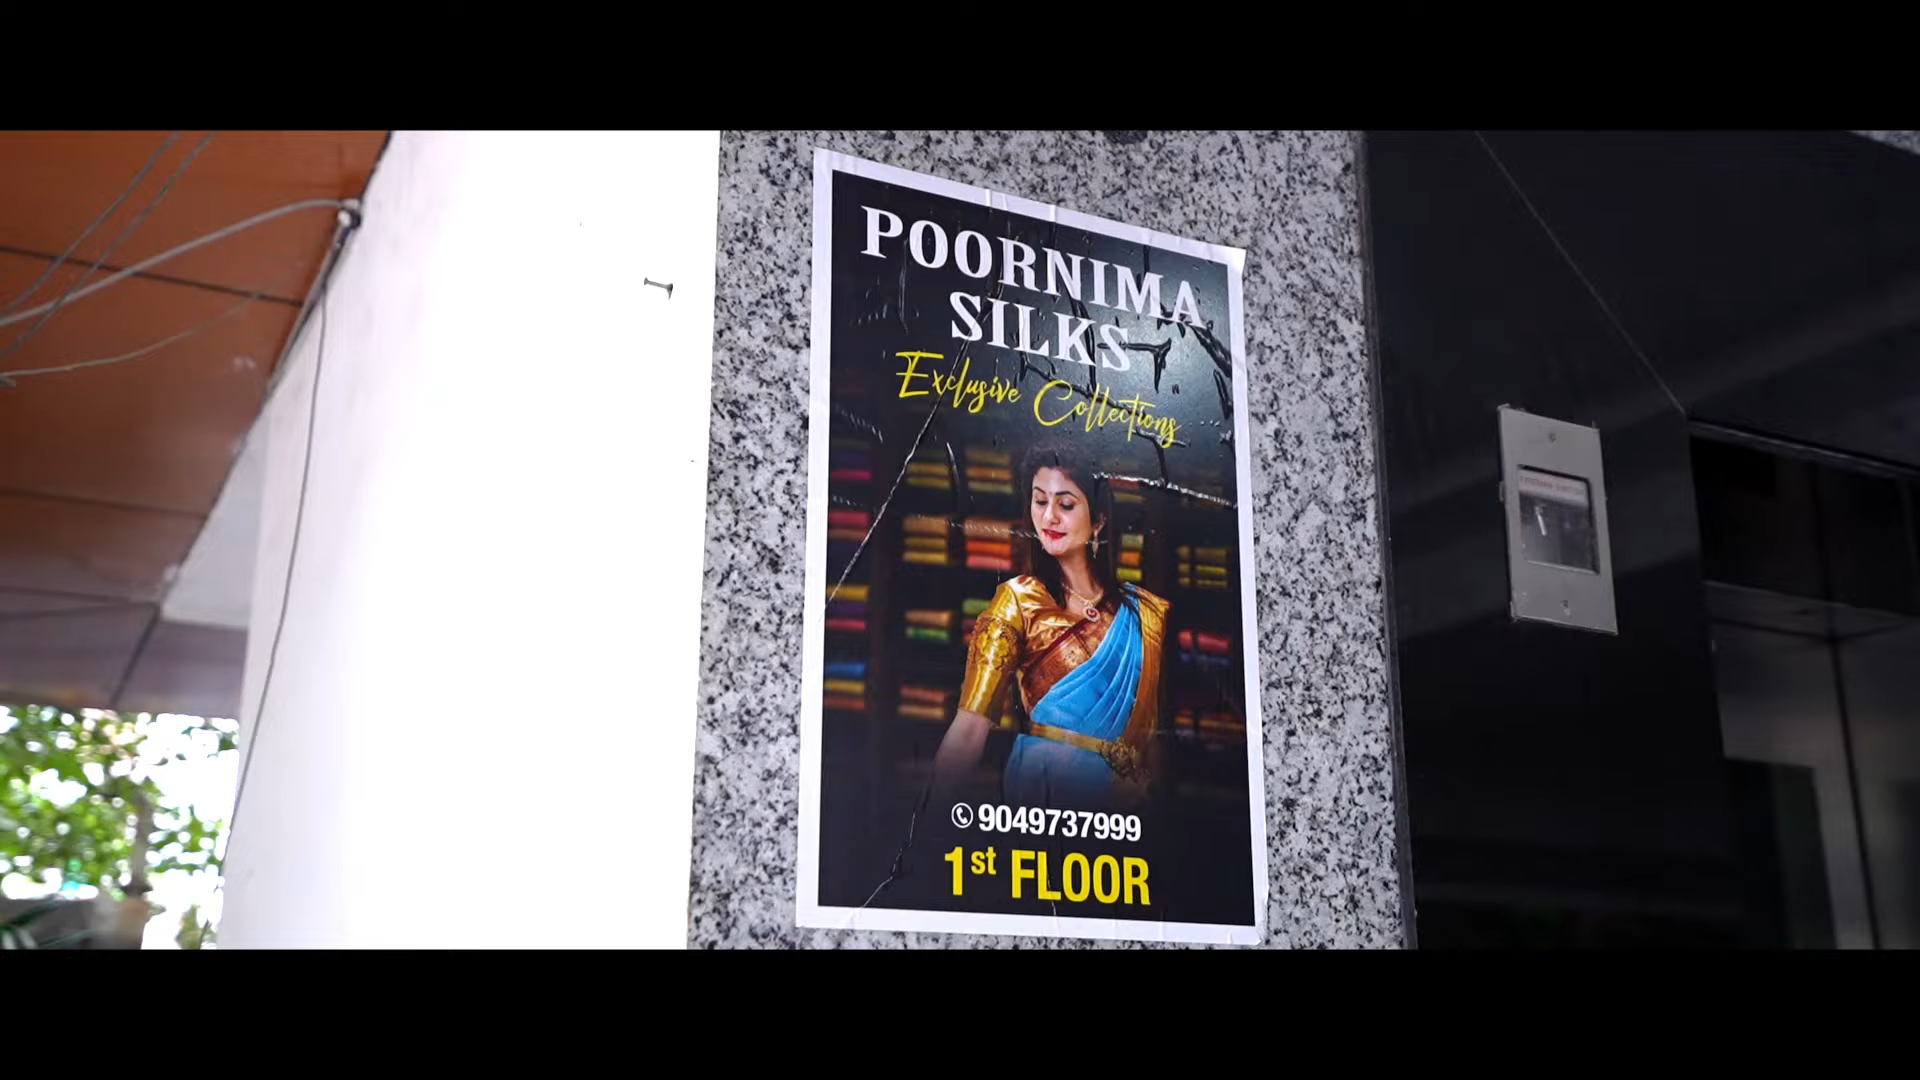 POORNIMA
SILKS
Exclusive Collections
9049737999
1st FLOOR